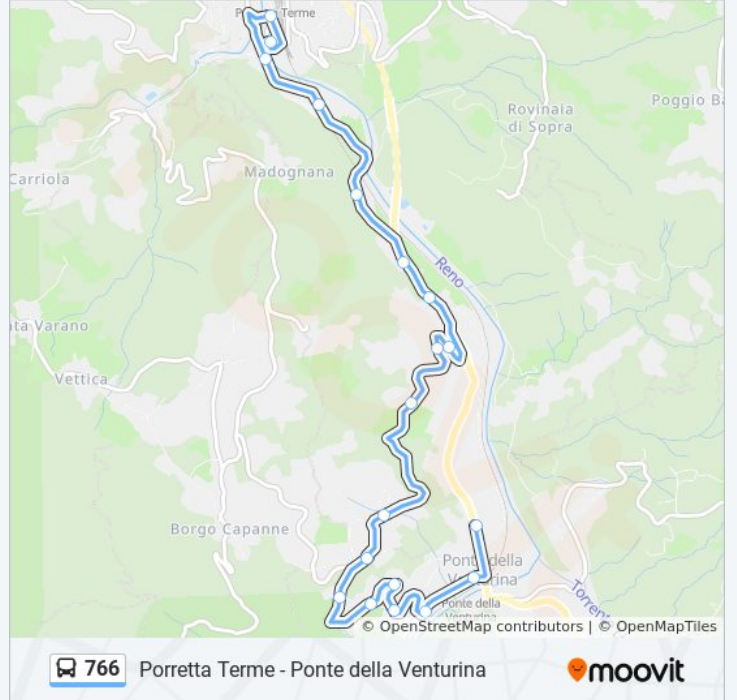 Porretta Terme
Rovinaia
di Sopra
Poggio Ba
Madognana
Carriola
Reno
ta Varano
Vettica
Borgo Capanne
Ponte della
Venturina
Ponte della
Venturina
Torrent
© OpenStreetMap contributors | © OpenMapTiles
766 Porretta Terme - Ponte della Venturina
moovit